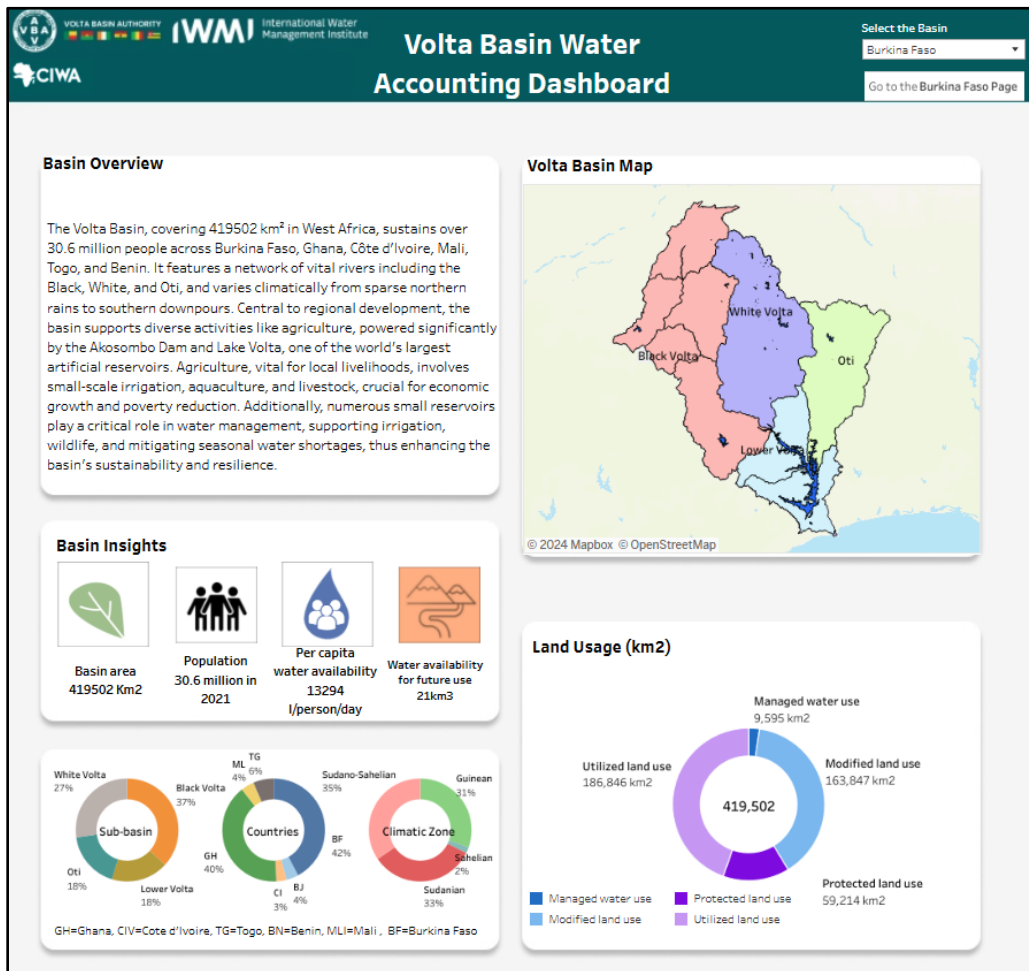 VBA
VOLTA BASIN AUTHORITY
IWMI
International Water
Management Institute
CIWA
Volta Basin Water
Accounting Dashboard
Select the Basin
Burkina Faso
Go to the Burkina Faso Page
Basin Overview
The Volta Basin, covering 419502 km² in West Africa, sustains over
30.6 million people across Burkina Faso, Ghana, Côte d'Ivoire, Mali,
Togo, and Benin. It features a network of vital rivers including the
Black, White, and Oti, and varies climatically from sparse northern
rains to southern downpours. Central to regional development, the
basin supports diverse activities like agriculture, powered significantly
by the Akosombo Dam and Lake Volta, one of the world's largest
artificial reservoirs. Agriculture, vital for local livelihoods, involves
small-scale irrigation, aquaculture, and livestock, crucial for economic
growth and poverty reduction. Additionally, numerous small reservoirs
play a critical role in water management, supporting irrigation,
wildlife, and mitigating seasonal water shortages, thus enhancing the
basin's sustainability and resilience.
Volta Basin Map
White Volta
Black Volta
Oti
Lower Volta
© 2024 Mapbox © OpenStreetMap
Basin Insights
Basin area
419502 Km2
Population
30.6 million in
2021
Per capita
water availability
13294
l/person/day
Water availability
for future use
21km3
Sub-basin
White Volta
27%
Black Volta
37%
Oti
18%
Lower Volta
18%
Countries
ML
4%
TG
6%
BF
42%
GH
40%
CI
3%
BJ
4%
Climatic Zone
Sudano-Sahelian
35%
Guinean
31%
Sahelian
2%
Sudanian
33%
GH=Ghana, CIV=Cote d'Ivoire, TG=Togo, BN=Benin, MLI=Mali , BF=Burkina Faso
Land Usage (km2)
Managed water use
9,595 km2
Utilized land use
186,846 km2
Modified land use
163,847 km2
419,502
Protected land use
59,214 km2
Managed water use
Protected land use
Modified land use
Utilized land use